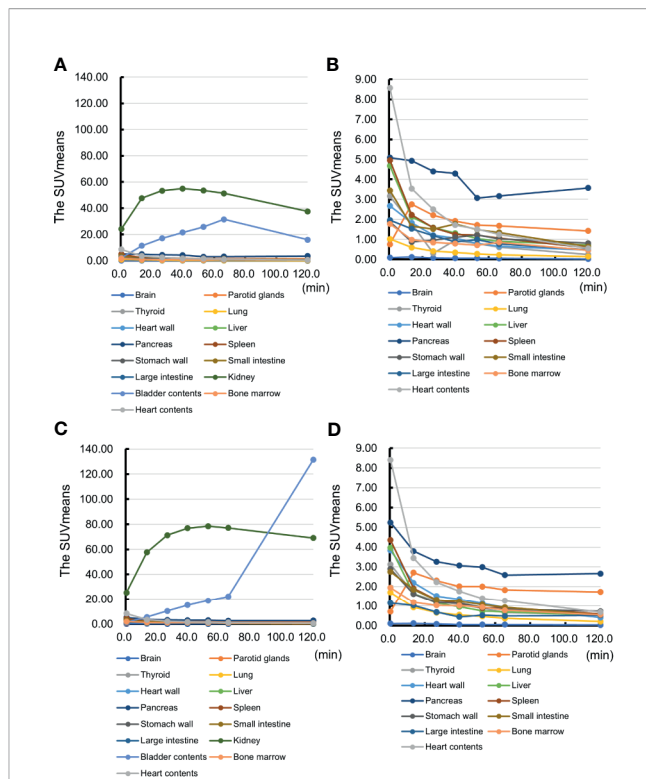 A
B
140.00
120.00
100.00
80.00
60.00
40.00
20.00
0.00
The SUVmeans
0.0 20.0 40.0 60.0 80.0 100.0 120.0
(min)
Brain Parotid glands
Thyroid Lung
Heart wall Liver
Pancreas Spleen
Stomach wall Small intestine
Large intestine Kidney
Bladder contents Bone marrow
Heart contents
9.00
8.00
7.00
6.00
5.00
4.00
3.00
2.00
1.00
0.00
The SUVmeans
0.0 20.0 40.0 60.0 80.0 100.0 120.0
(min)
Brain Parotid glands
Thyroid Lung
Heart wall Liver
Pancreas Spleen
Stomach wall Small intestine
Large intestine Bone marrow
Heart contents
C
D
140.00
120.00
100.00
80.00
60.00
40.00
20.00
0.00
The SUVmeans
0.0 20.0 40.0 60.0 80.0 100.0 120.0
(min)
Brain Parotid glands
Thyroid Lung
Heart wall Liver
Pancreas Spleen
Stomach wall Small intestine
Large intestine Kidney
Bladder contents Bone marrow
Heart contents
9.00
8.00
7.00
6.00
5.00
4.00
3.00
2.00
1.00
0.00
The SUVmeans
0.0 20.0 40.0 60.0 80.0 100.0 120.0
(min)
Brain Parotid glands
Thyroid Lung
Heart wall Liver
Pancreas Spleen
Stomach wall Small intestine
Large intestine Bone marrow
Heart contents